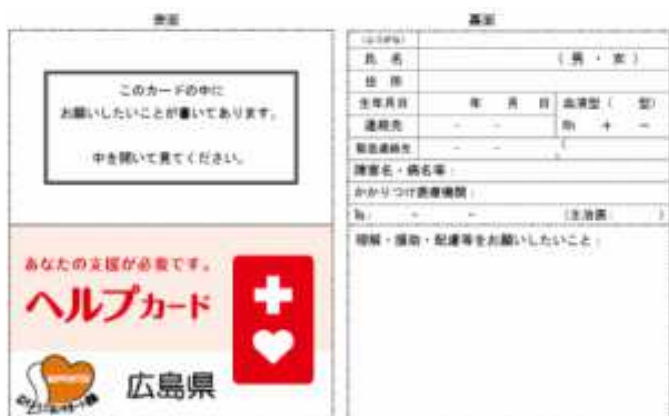 表面
このカードの中に
お願いしたいことが書いてあります。
中を開いて見てください。
あなたの支援が必要です。
ヘルプカード
広島県
裏面
(ふりがな)
氏 名 ( 男 ・ 女 )
住 所
生年月日 年 月 日 血液型 ( 型)
連絡先 - - Rh + -
緊急連絡先 - - (
障害名・病名等:
かかりつけ医療機関:
℡: - - (主治医: )
理解・援助・配慮等をお願いしたいこと: